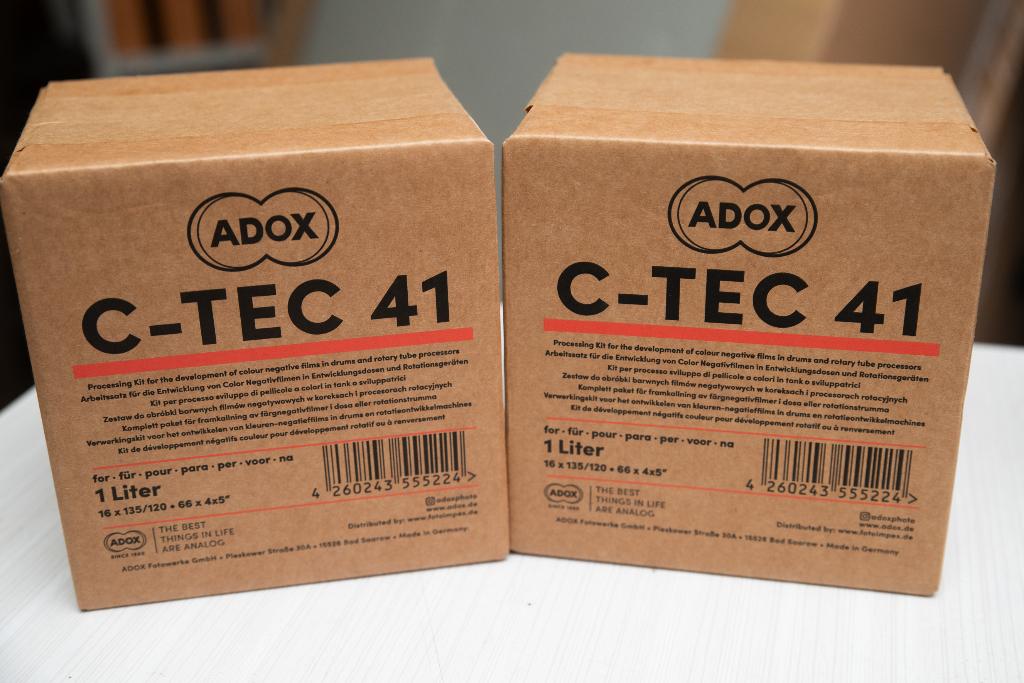 ADOX
C-TEC 41
Processing Kit for the development of colour negative films in drums and rotary tube processors
Arbeitssatz für die Entwicklung von Color Negativfilmen in Entwicklungsdosen und Rotationsgeräten
Kit per processo sviluppo di pellicole a colori in tank o sviluppatrici
Zestaw do obróbki barwnych filmów negatywowych w koreksach i procesorach rotacyjnych
Komplett paket för framkallning av färgnegativfilmer i dosa eller rotationstrumma
Verwerkingskit voor het ontwikkelen van kleuren-negatieffilms in drums en rotatieontwikkelmachines
Kit de développement négatifs couleur pour développement rotatif ou à renversement
for · für · pour · para · per · voor · na
1 Liter
16 x 135/120 • 66 x 4x5"
4 260243 555224 >
ADOX
SINCE 1860
THE BEST
THINGS IN LIFE
ARE ANALOG
@adoxphoto
www.adox.de
Distributed by: www.fotoimpex.de
ADOX Fotowerke GmbH • Pieskower Straße 30A • 15526 Bad Saarow • Made in Germany
ADOX
C-TEC 41
Processing Kit for the development of colour negative films in drums and rotary tube processors
Arbeitssatz für die Entwicklung von Color Negativfilmen in Entwicklungsdosen und Rotationsgeräten
Kit per processo sviluppo di pellicole a colori in tank o sviluppatrici
Zestaw do obróbki barwnych filmów negatywowych w koreksach i procesorach rotacyjnych
Komplett paket för framkallning av färgnegativfilmer i dosa eller rotationstrumma
Verwerkingskit voor het ontwikkelen van kleuren-negatieffilms in drums en rotatieontwikkelmachines
Kit de développement négatifs couleur pour développement rotatif ou à renversement
for · für · pour · para · per · voor · na
1 Liter
16 x 135/120 • 66 x 4x5"
4 260243 555224 >
ADOX
SINCE 1860
THE BEST
THINGS IN LIFE
ARE ANALOG
@adoxphoto
www.adox.de
Distributed by: www.fotoimpex.de
ADOX Fotowerke GmbH • Pieskower Straße 30A • 15526 Bad Saarow • Made in Germany